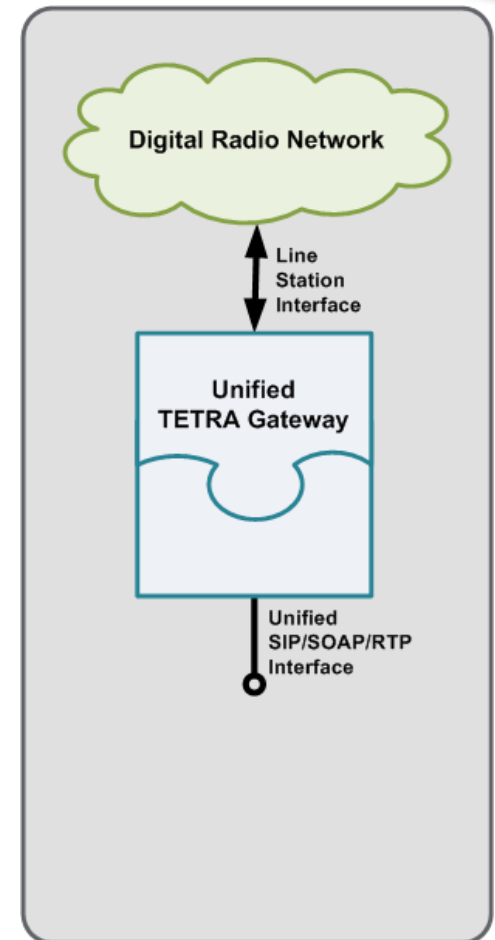 Digital Radio Network
Line
Station
Interface
Unified
TETRA Gateway
Unified
SIP/SOAP/RTP
Interface